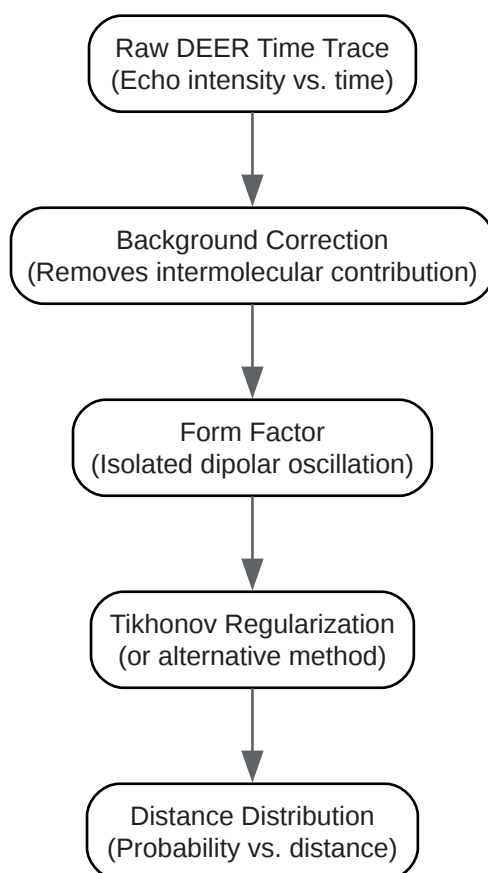 Raw DEER Time Trace
(Echo intensity vs. time)
Background Correction
(Removes intermolecular contribution)
Form Factor
(Isolated dipolar oscillation)
Tikhonov Regularization
(or alternative method)
Distance Distribution
(Probability vs. distance)